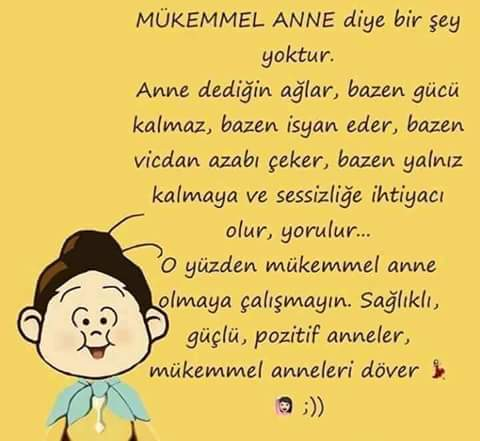 MÜKEMMEL ANNE diye bir şey
yoktur.
Anne dediğin ağlar, bazen gücü
kalmaz, bazen isyan eder, bazen
vicdan azabı çeker, bazen yalnız
kalmaya ve sessizliğe ihtiyacı
olur, yorulur...
O yüzden mükemmel anne
olmaya çalışmayın. Sağlıklı,
güçlü, pozitif anneler,
mükemmel anneleri döver 💃
👰 ;))